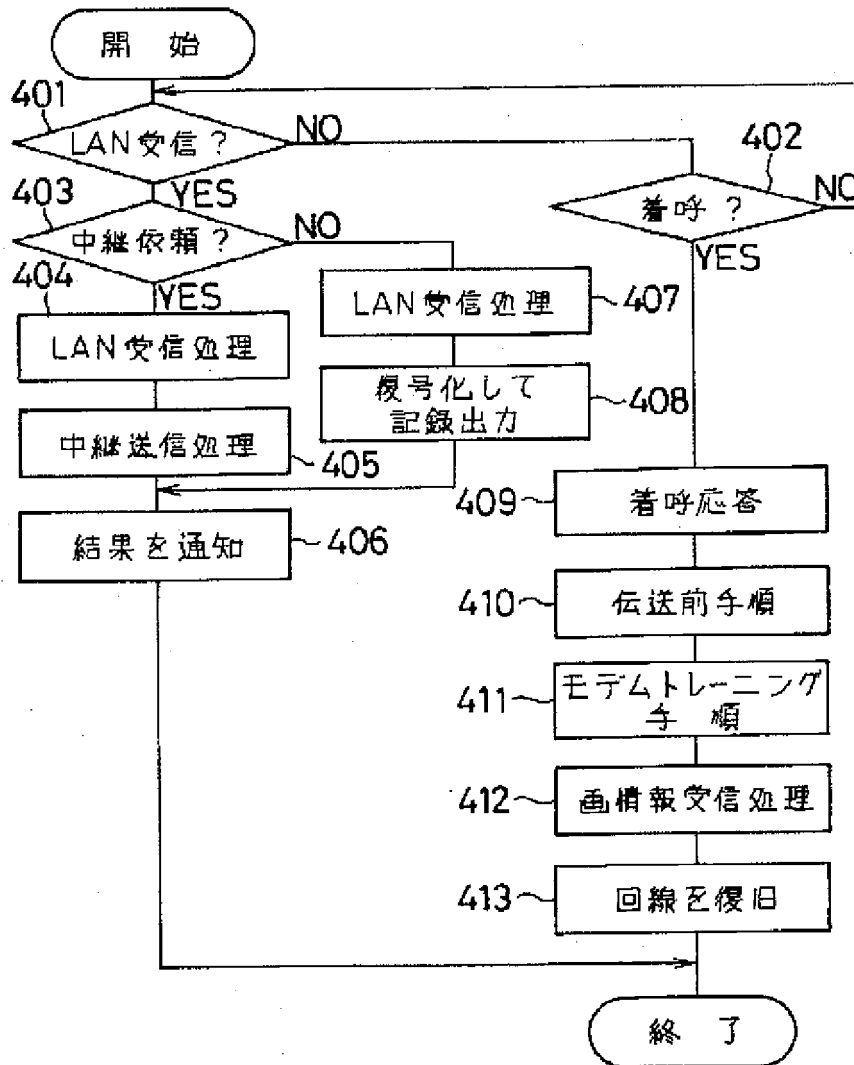 開 始
401
LAN受信?
NO
402
YES
403
着呼?
NO
中継依頼?
NO
YES
404
YES
LAN受信処理
407
LAN受信処理
復号化して
記録出力
408
中継送信処理
405
409
着呼応答
結果を通知
406
410
伝送前手順
411
モデムトレーニング
手 順
412
画情報受信処理
413
回線を復旧
終 了